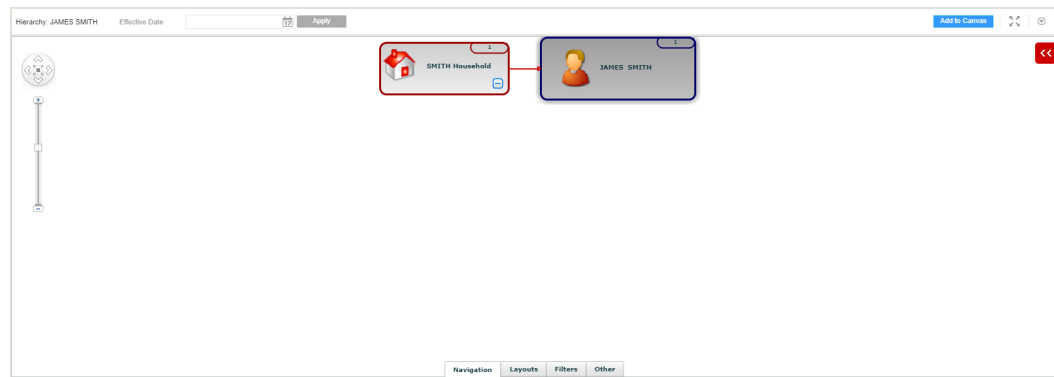 Hierarchy: JAMES SMITH Effective Date 17 Apply Add to Canvas
1 1
SMITH Household JAMES SMITH
Navigation Layouts Filters Other